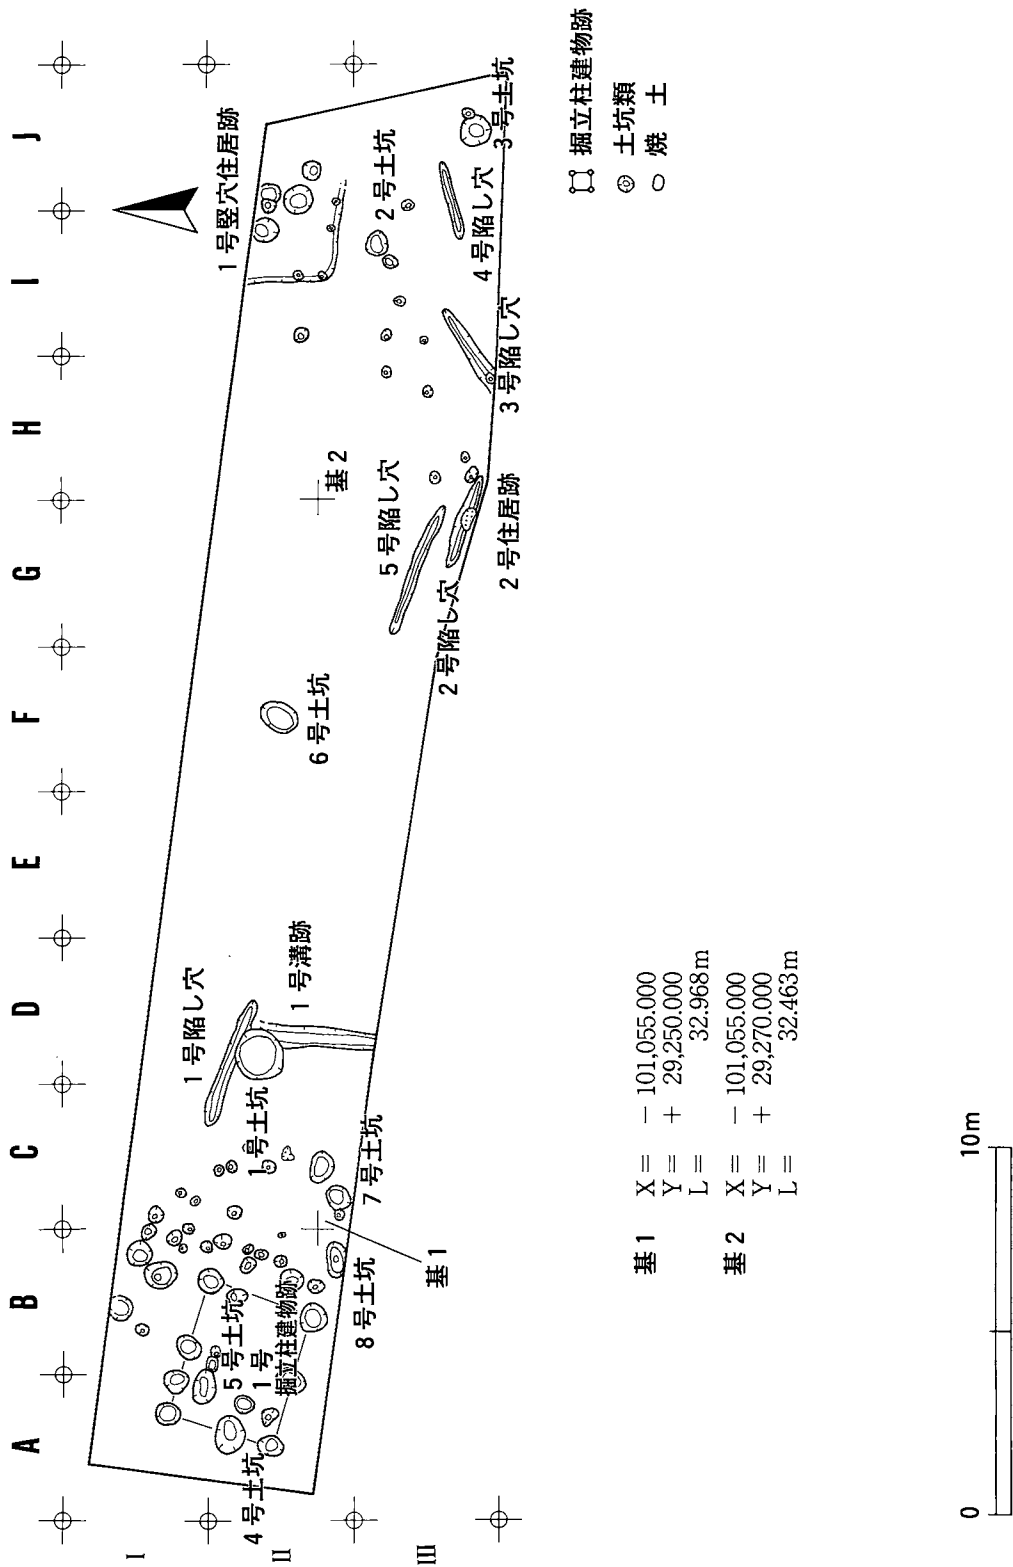 A
B
C
D
E
F
G
H
I
J
I
II
III
4号土坑
5号土坑
1号
掘立柱建物跡
8号土坑
基1
7号土坑
1号土坑
1号陥し穴
1号溝跡
6号土坑
2号陥し穴
5号陥し穴
2号住居跡
基2
3号陥し穴
4号陥し穴
2号土坑
1号竪穴住居跡
3号土坑
掘立柱建物跡
土坑類
焼 土
基1 X= －101,055.000
Y= ＋ 29,250.000
L= 32.968m
基2 X= －101,055.000
Y= ＋ 29,270.000
L= 32.463m
0 10m